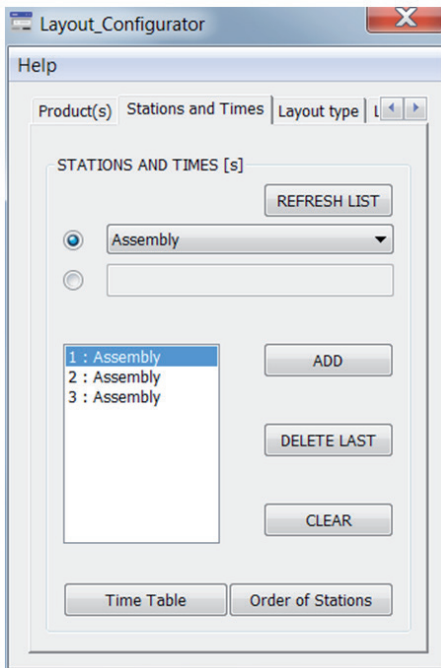 Layout_Configurator
Help
Product(s) Stations and Times Layout type L
STATIONS AND TIMES [s]
REFRESH LIST
Assembly
1 : Assembly
2 : Assembly
3 : Assembly
ADD
DELETE LAST
CLEAR
Time Table Order of Stations